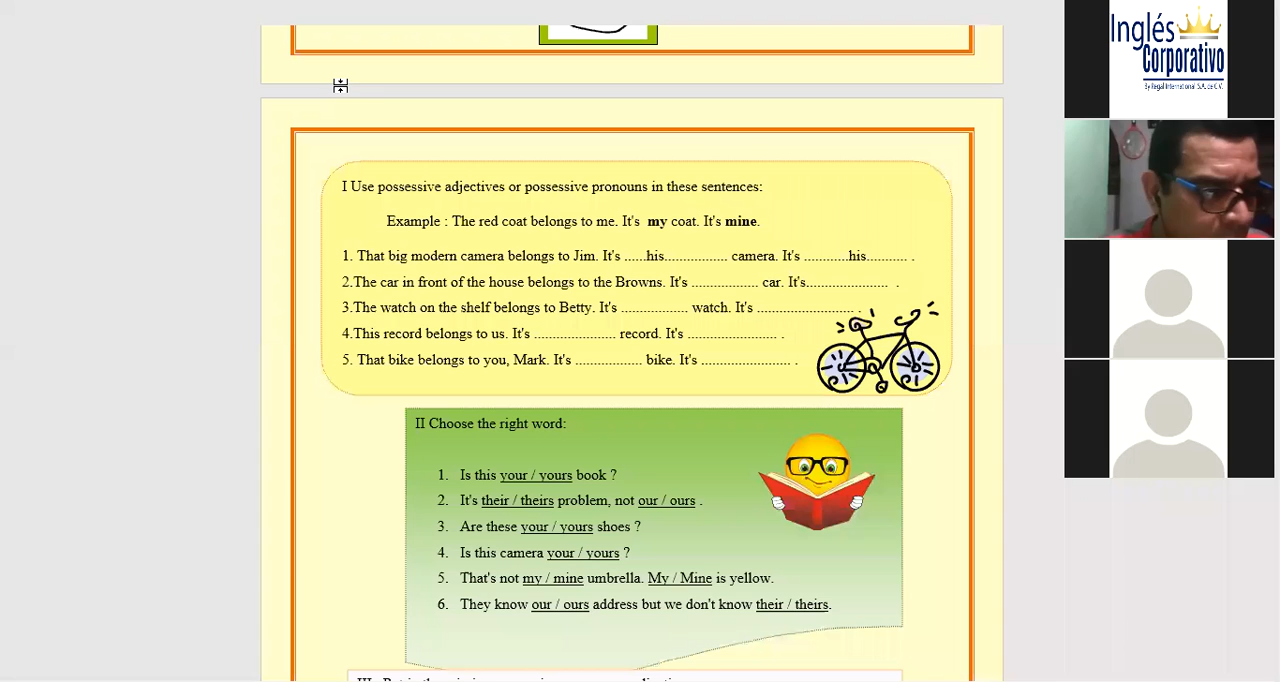 Inglés
Corporativo
By Regal International S.A. de C.V.
I Use possessive adjectives or possessive pronouns in these sentences:
Example : The red coat belongs to me. It's my coat. It's mine.
1. That big modern camera belongs to Jim. It's ......his................. camera. It's ...........his.......... .
2.The car in front of the house belongs to the Browns. It's ................. car. It's..................... .
3.The watch on the shelf belongs to Betty. It's ................. watch. It's ..........................
4.This record belongs to us. It's ..................... record. It's ....................... .
5. That bike belongs to you, Mark. It's ................. bike. It's ....................... .
II Choose the right word:
1. Is this your / yours book ?
2. It's their / theirs problem, not our / ours .
3. Are these your / yours shoes ?
4. Is this camera your / yours ?
5. That's not my / mine umbrella. My / Mine is yellow.
6. They know our / ours address but we don't know their / theirs.